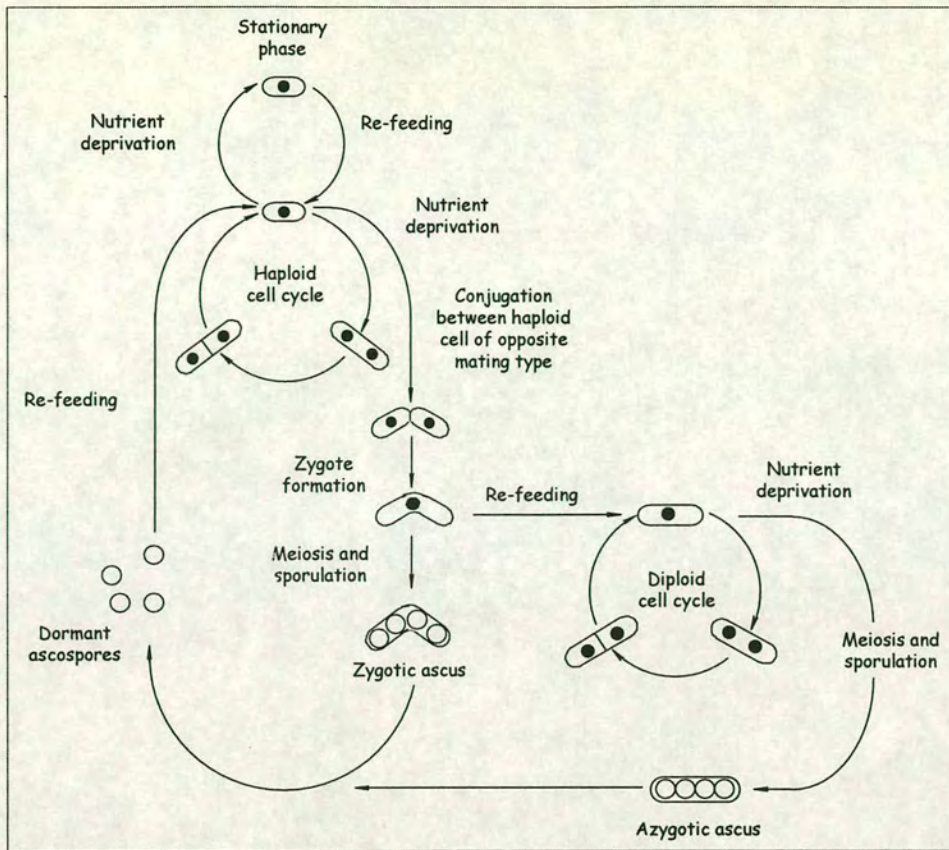 Stationary
phase
Nutrient
deprivation
Re-feeding
Nutrient
deprivation
Haploid
cell cycle
Conjugation
between haploid
cell of opposite
mating type
Re-feeding
Zygote
formation
Re-feeding
Nutrient
deprivation
Meiosis and
sporulation
Diploid
cell cycle
Dormant
ascospores
Zygotic ascus
Meiosis and
sporulation
Azygotic ascus